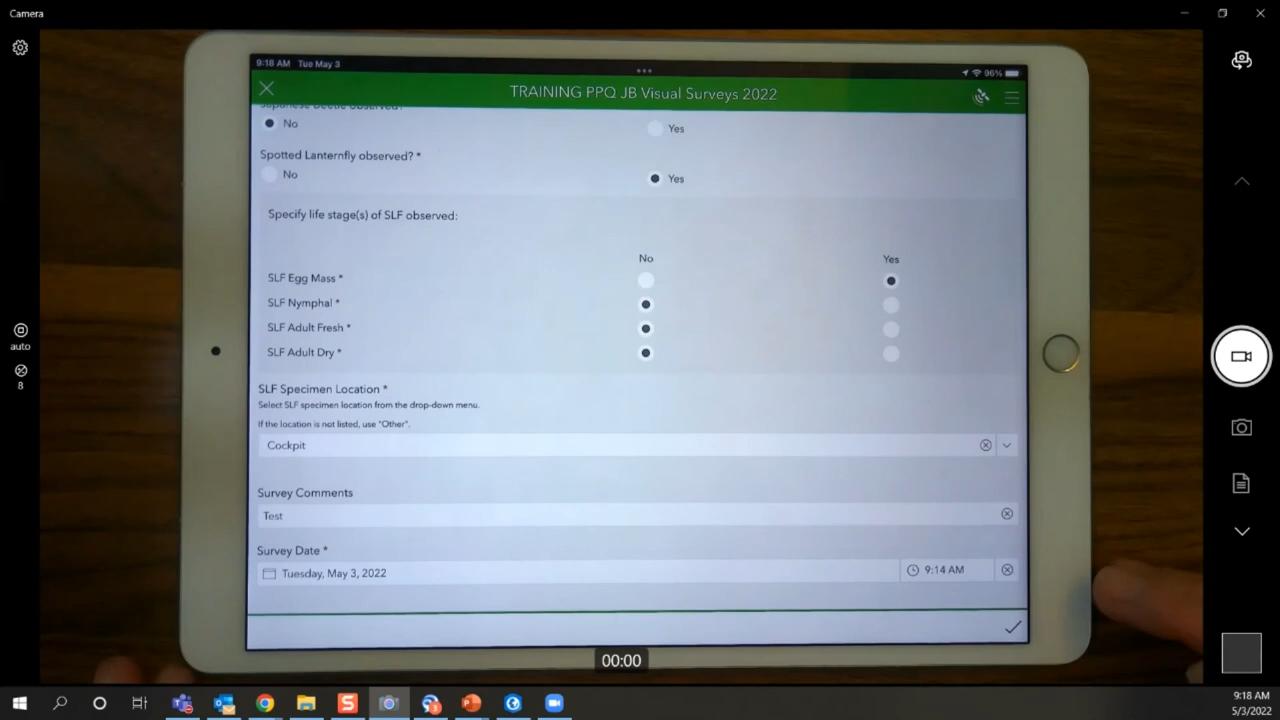 Camera
auto
8
9:18 AM Tue May 3
96%
TRAINING PPQ JB Visual Surveys 2022
Japanese Beetle observed?
No
Yes
Spotted Lanternfly observed? *
No
Yes
Specify life stage(s) of SLF observed:
No
Yes
SLF Egg Mass *
SLF Nymphal *
SLF Adult Fresh *
SLF Adult Dry *
SLF Specimen Location *
Select SLF specimen location from the drop-down menu.
If the location is not listed, use "Other".
Cockpit
Survey Comments
Test
Survey Date *
Tuesday, May 3, 2022
9:14 AM
00:00
9:18 AM
5/3/2022